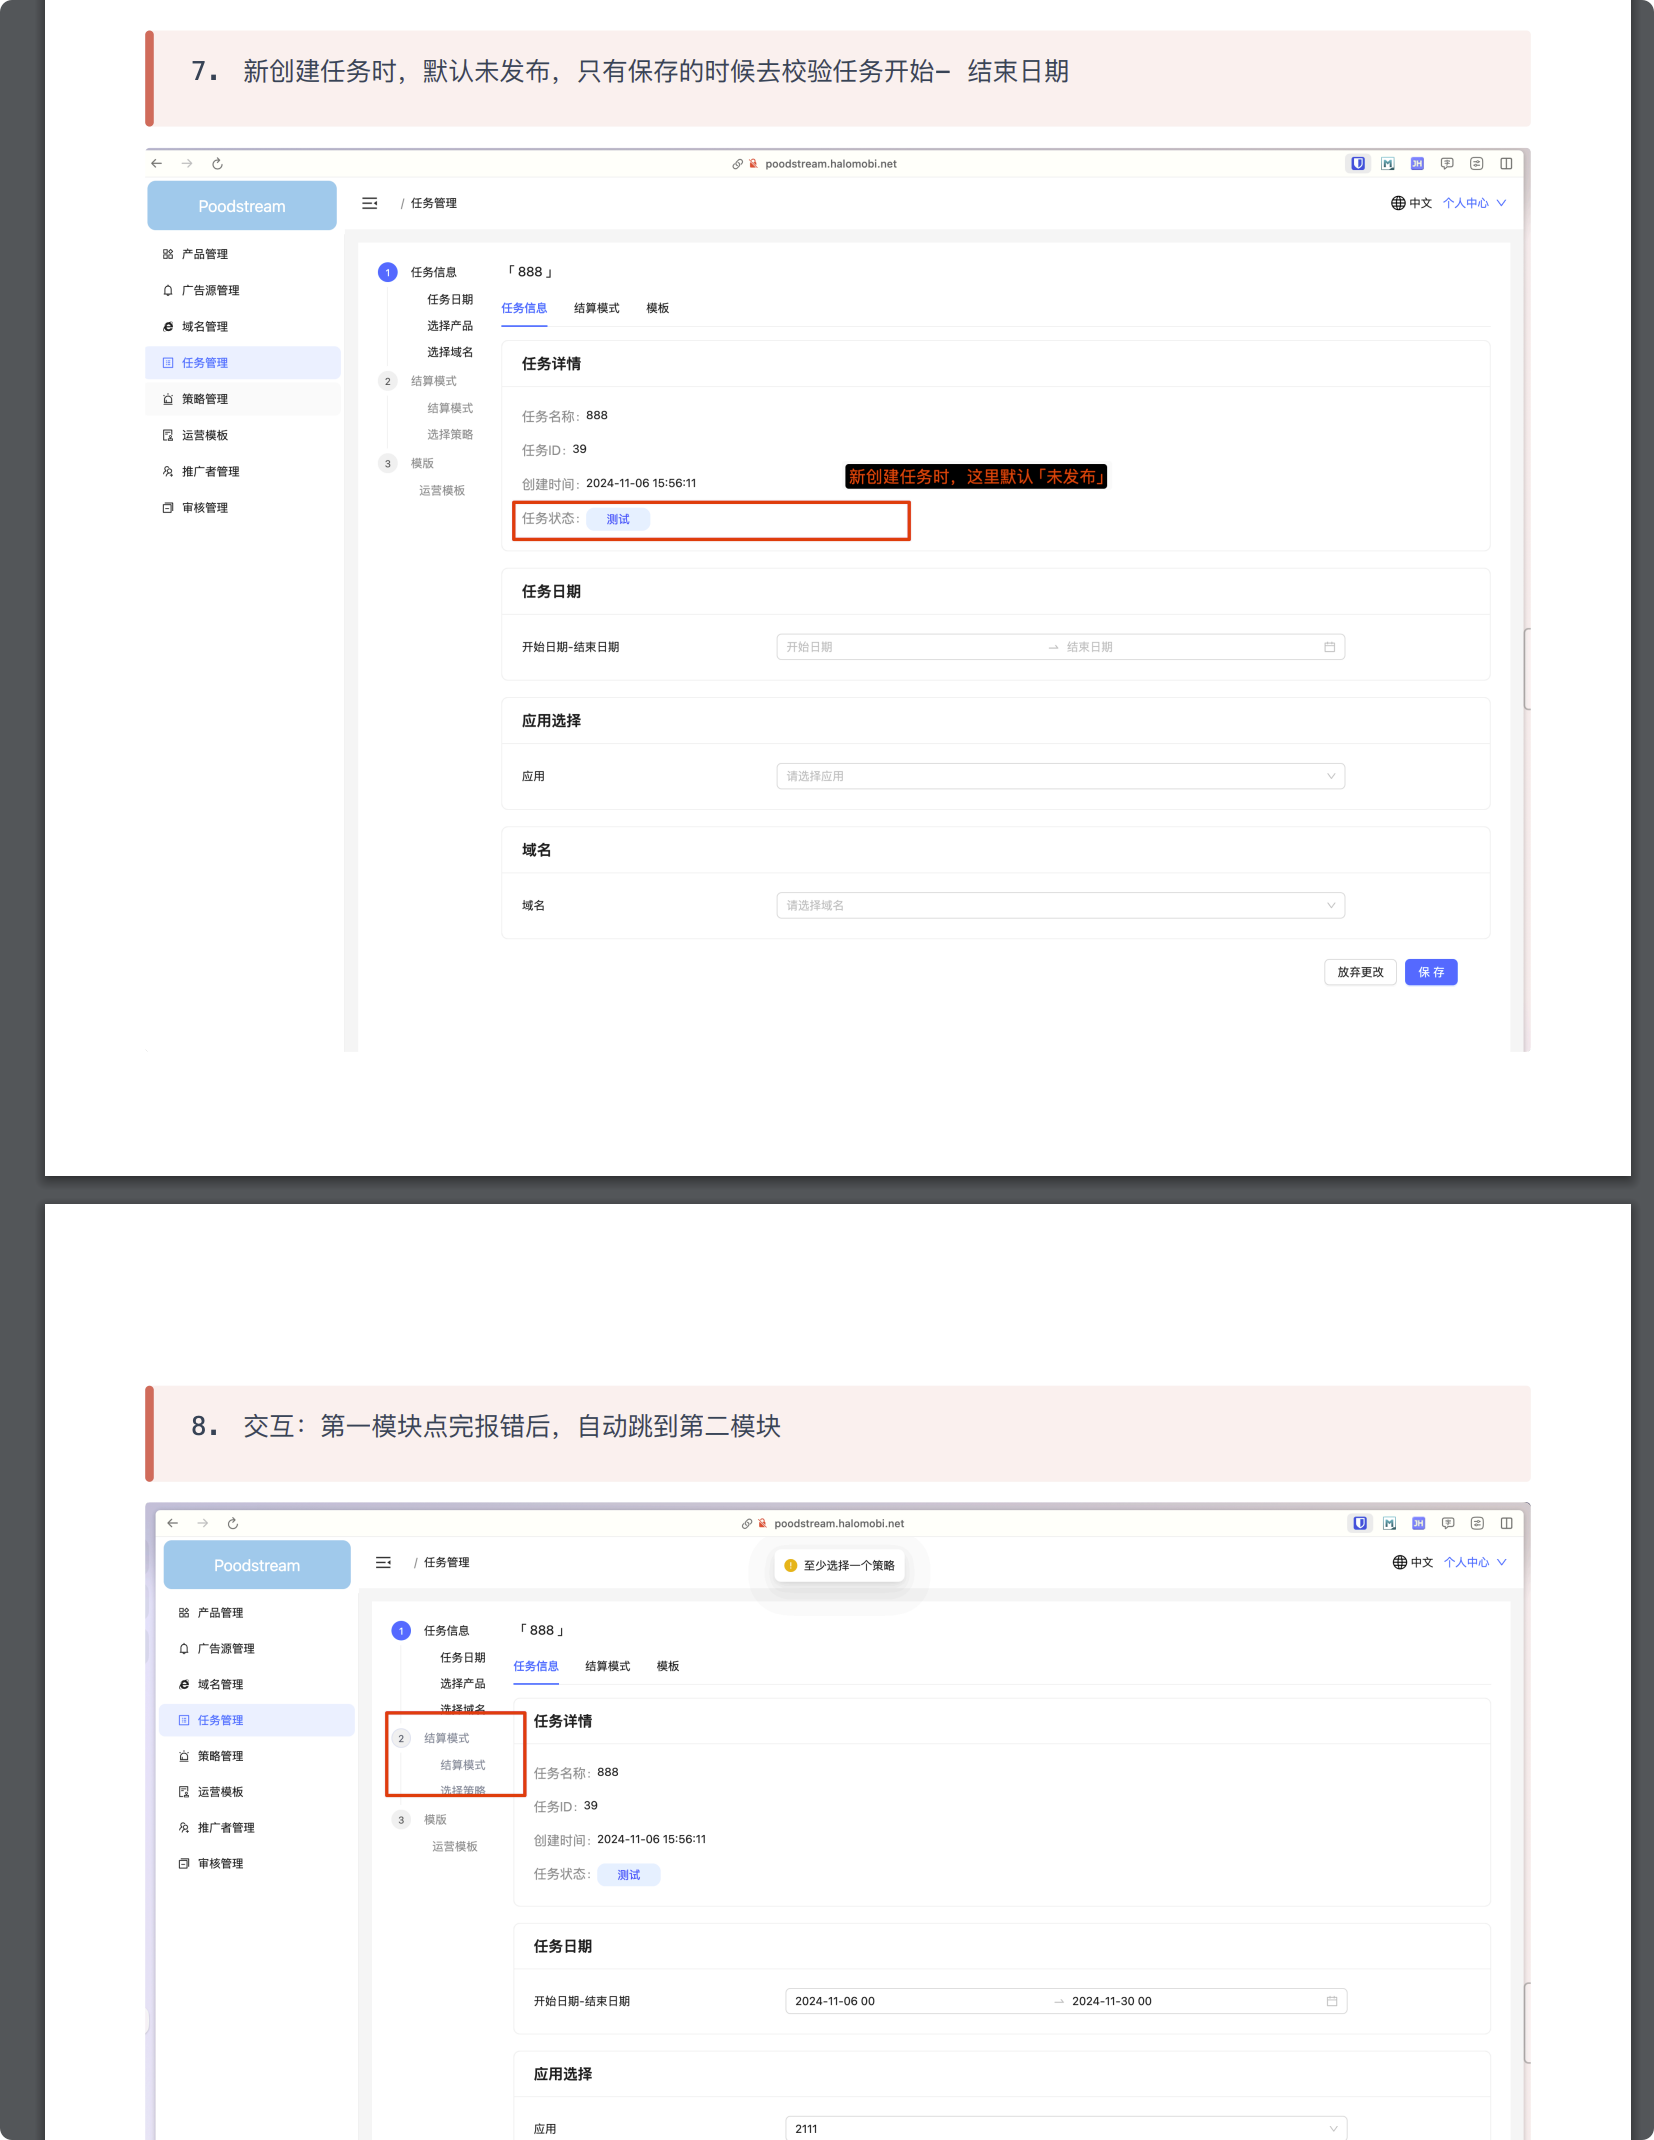 7. 新创建任务时，默认未发布，只有保存的时候去校验任务开始- 结束日期
poodstream.halomobi.net
Poodstream
/ 任务管理
中文 个人中心
产品管理
广告源管理
域名管理
任务管理
策略管理
运营模板
推广者管理
审核管理
1 任务信息
任务日期
选择产品
选择域名
2 结算模式
结算模式
选择策略
3 模版
运营模板
「 888 」
任务信息 结算模式 模板
任务详情
任务名称: 888
任务ID: 39
创建时间: 2024-11-06 15:56:11
新创建任务时，这里默认「未发布」
任务状态: 测试
任务日期
开始日期-结束日期 开始日期 → 结束日期
应用选择
应用 请选择应用
域名
域名 请选择域名
放弃更改 保 存
8. 交互: 第一模块点完报错后，自动跳到第二模块
poodstream.halomobi.net
Poodstream
/ 任务管理
至少选择一个策略
中文 个人中心
产品管理
广告源管理
域名管理
任务管理
策略管理
运营模板
推广者管理
审核管理
1 任务信息
任务日期
选择产品
选择域名
2 结算模式
结算模式
选择策略
3 模版
运营模板
「 888 」
任务信息 结算模式 模板
任务详情
任务名称: 888
任务ID: 39
创建时间: 2024-11-06 15:56:11
任务状态: 测试
任务日期
开始日期-结束日期 2024-11-06 00 → 2024-11-30 00
应用选择
应用 2111